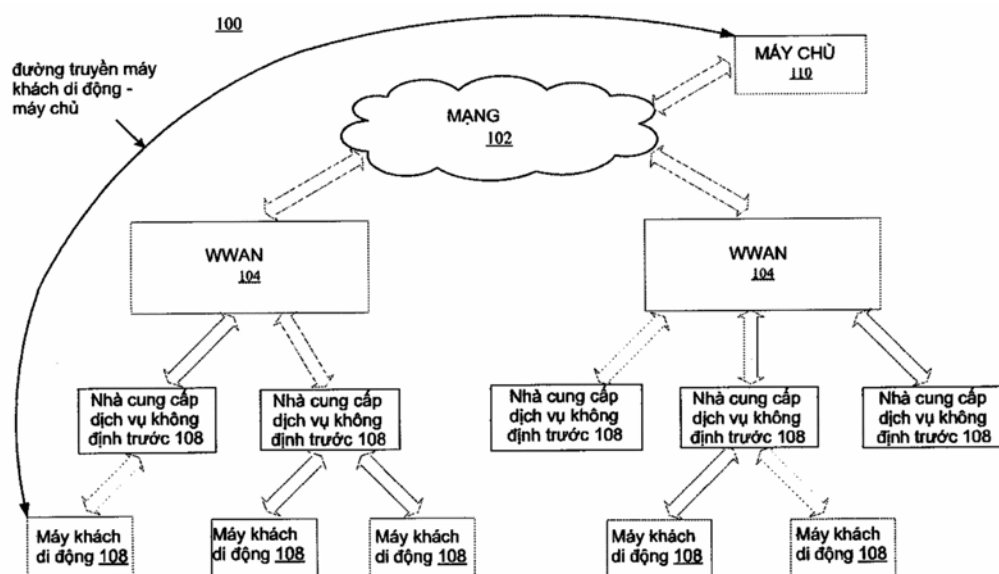 100
MÁY CHỦ
110
đường truyền máy
khách di động -
máy chủ
MẠNG
102
WWAN
104
WWAN
104
Nhà cung cấp
dịch vụ không
định trước 108
Nhà cung cấp
dịch vụ không
định trước 108
Nhà cung cấp
dịch vụ không
định trước 108
Nhà cung cấp
dịch vụ không
định trước 108
Nhà cung cấp
dịch vụ không
định trước 108
Máy khách
di động 108
Máy khách
di động 108
Máy khách
di động 108
Máy khách
di động 108
Máy khách
di động 108